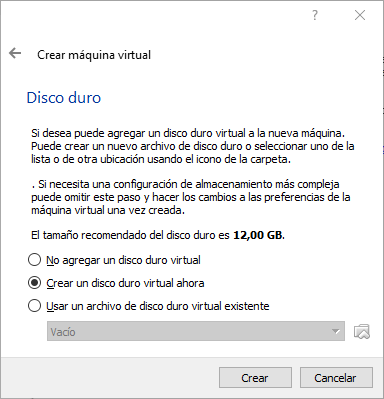 ?
Crear máquina virtual
Disco duro
Si desea puede agregar un disco duro virtual a la nueva máquina.
Puede crear un nuevo archivo de disco duro o seleccionar uno de la
lista o de otra ubicación usando el icono de la carpeta.
. Si necesita una configuración de almacenamiento más compleja
puede omitir este paso y hacer los cambios a las preferencias de la
máquina virtual una vez creada.
El tamaño recomendado del disco duro es 12,00 GB.
No agregar un disco duro virtual
Crear un disco duro virtual ahora
Usar un archivo de disco duro virtual existente
Vacío
Crear
Cancelar